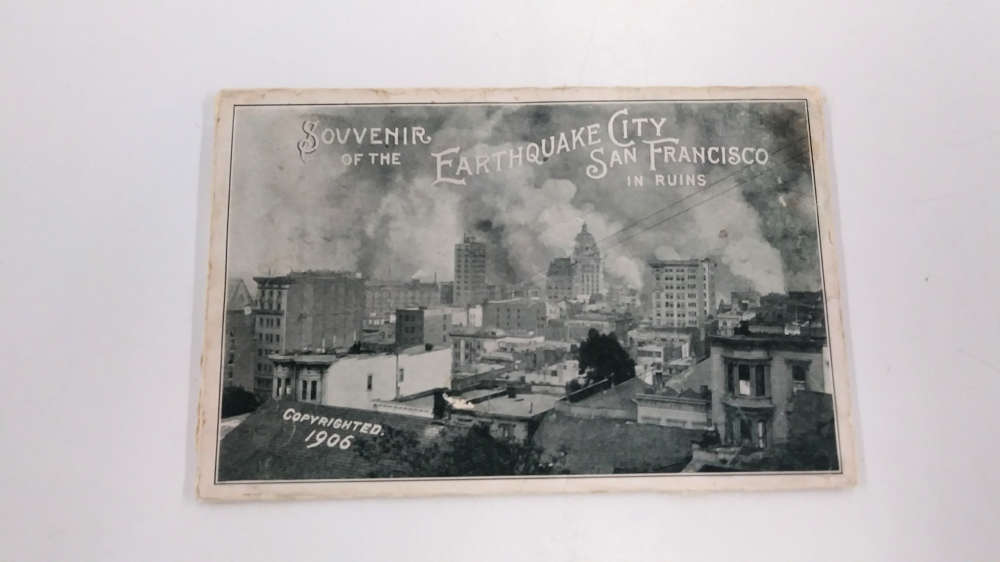 SOUVENIR
OF THE
EARTHQUAKE CITY
SAN FRANCISCO
IN RUINS
COPYRIGHTED.
1906